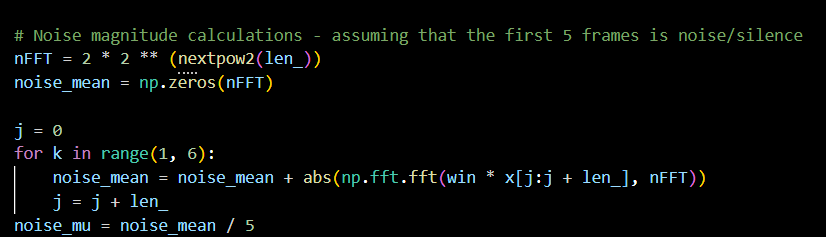 # Noise magnitude calculations - assuming that the first 5 frames is noise/silence
nFFT = 2 * 2 ** (nextpow2(len_))
noise_mean = np.zeros(nFFT)
j = 0
for k in range(1, 6):
    noise_mean = noise_mean + abs(np.fft.fft(win * x[j:j + len_], nFFT))
    j = j + len_
noise_mu = noise_mean / 5